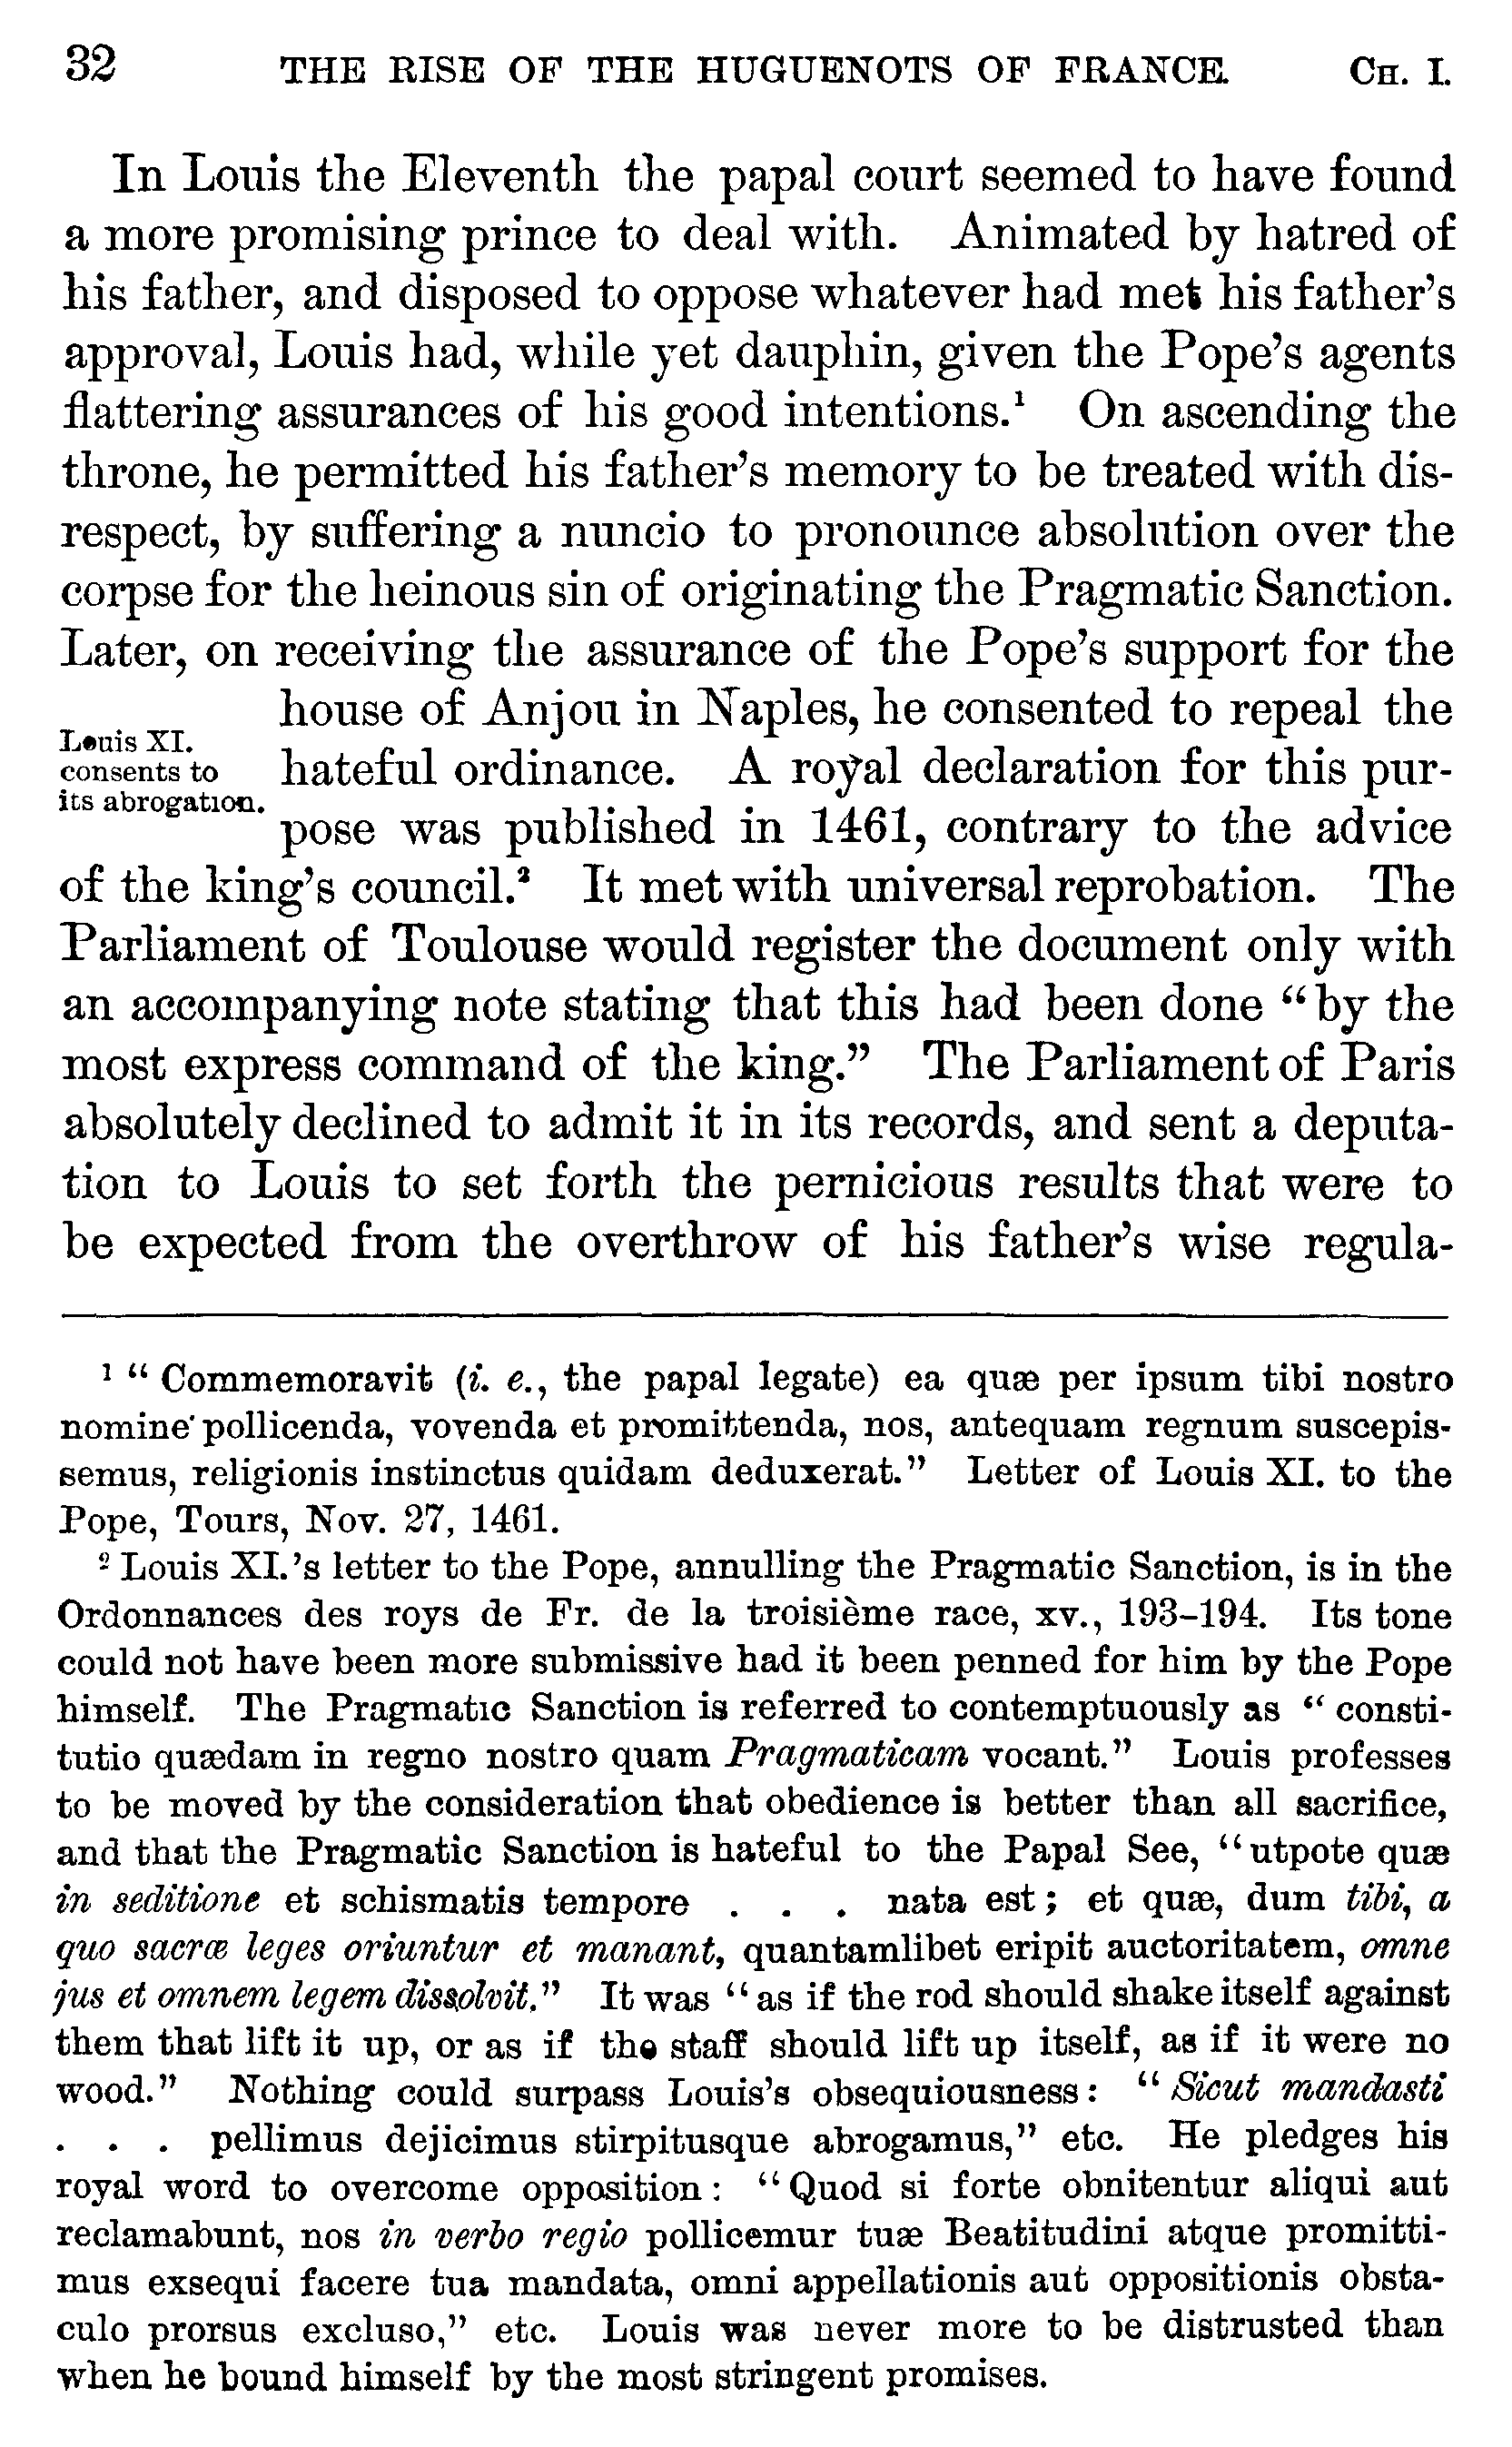 32 THE RISE OF THE HUGUENOTS OF FRANCE. CH. I.
In Louis the Eleventh the papal court seemed to have found
a more promising prince to deal with. Animated by hatred of
his father, and disposed to oppose whatever had met his father's
approval, Louis had, while yet dauphin, given the Pope's agents
flattering assurances of his good intentions.¹ On ascending the
throne, he permitted his father's memory to be treated with dis-
respect, by suffering a nuncio to pronounce absolution over the
corpse for the heinous sin of originating the Pragmatic Sanction.
Later, on receiving the assurance of the Pope's support for the
house of Anjou in Naples, he consented to repeal the
Louis XI.
consents to
its abrogation.
hateful ordinance. A royal declaration for this pur-
pose was published in 1461, contrary to the advice
of the king's council.² It met with universal reprobation. The
Parliament of Toulouse would register the document only with
an accompanying note stating that this had been done "by the
most express command of the king." The Parliament of Paris
absolutely declined to admit it in its records, and sent a deputa-
tion to Louis to set forth the pernicious results that were to
be expected from the overthrow of his father's wise regula-
¹ "Commemoravit (i. e., the papal legate) ea quæ per ipsum tibi nostro
nomine pollicenda, vovenda et promittenda, nos, antequam regnum suscepis-
semus, religionis instinctus quidam deduxerat." Letter of Louis XI. to the
Pope, Tours, Nov. 27, 1461.
² Louis XI.'s letter to the Pope, annulling the Pragmatic Sanction, is in the
Ordonnances des roys de Fr. de la troisième race, xv., 193–194. Its tone
could not have been more submissive had it been penned for him by the Pope
himself. The Pragmatic Sanction is referred to contemptuously as "consti-
tutio quædam in regno nostro quam Pragmaticam vocant." Louis professes
to be moved by the consideration that obedience is better than all sacrifice,
and that the Pragmatic Sanction is hateful to the Papal See, "utpote quæ
in seditione et schismatis tempore . . . nata est; et quæ, dum tibi, a
quo sacræ leges oriuntur et manant, quantamlibet eripit auctoritatem, omne
jus et omnem legem dissolvit." It was "as if the rod should shake itself against
them that lift it up, or as if the staff should lift up itself, as if it were no
wood." Nothing could surpass Louis's obsequiousness: "Sicut mandasti
. . . pellimus dejicimus stirpitusque abrogamus," etc. He pledges his
royal word to overcome opposition: "Quod si forte obnitentur aliqui aut
reclamabunt, nos in verbo regio pollicemur tuæ Beatitudini atque promitti-
mus exsequi facere tua mandata, omni appellationis aut oppositionis obsta-
culo prorsus excluso," etc. Louis was never more to be distrusted than
when he bound himself by the most stringent promises.